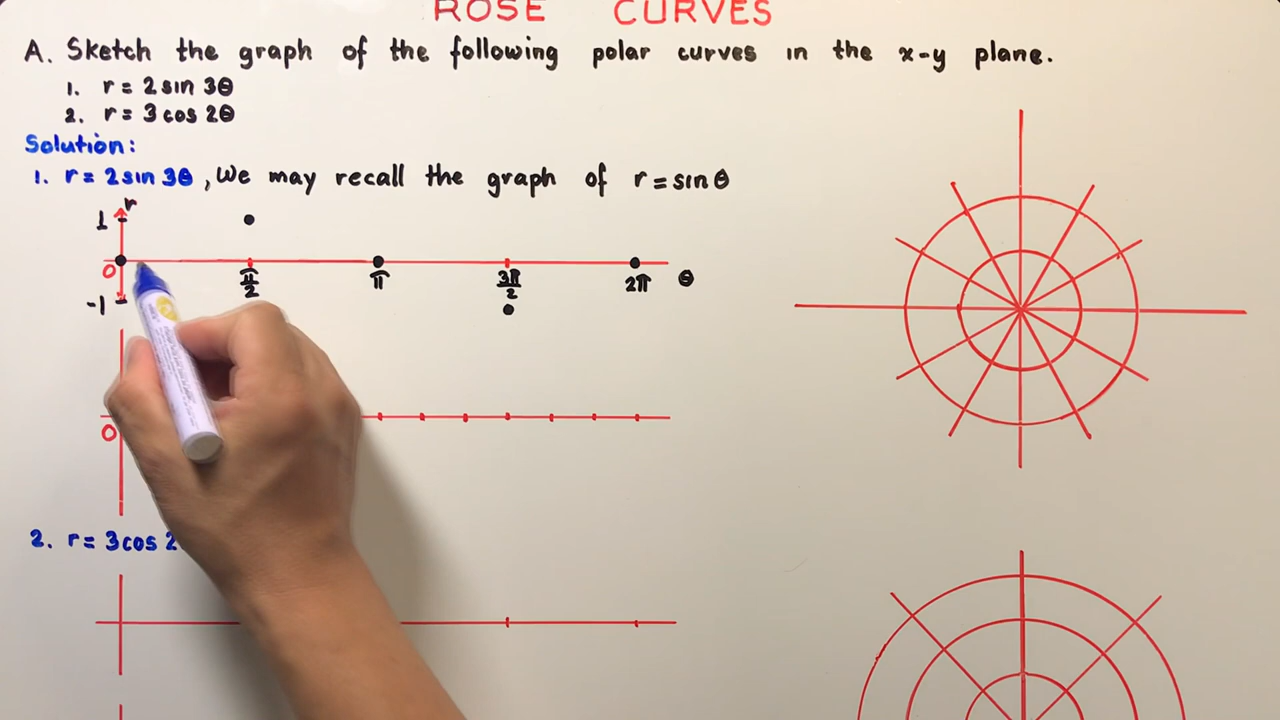 ROSE CURVES
A. Sketch the graph of the following polar curves in the x-y plane.
1. r = 2 sin 3θ
2. r = 3 cos 2θ
Solution:
1. r = 2 sin 3θ , We may recall the graph of r = sin θ
r
1
0
-1
π/2
π
3π/2
2π
θ
0
2. r = 3 cos 2